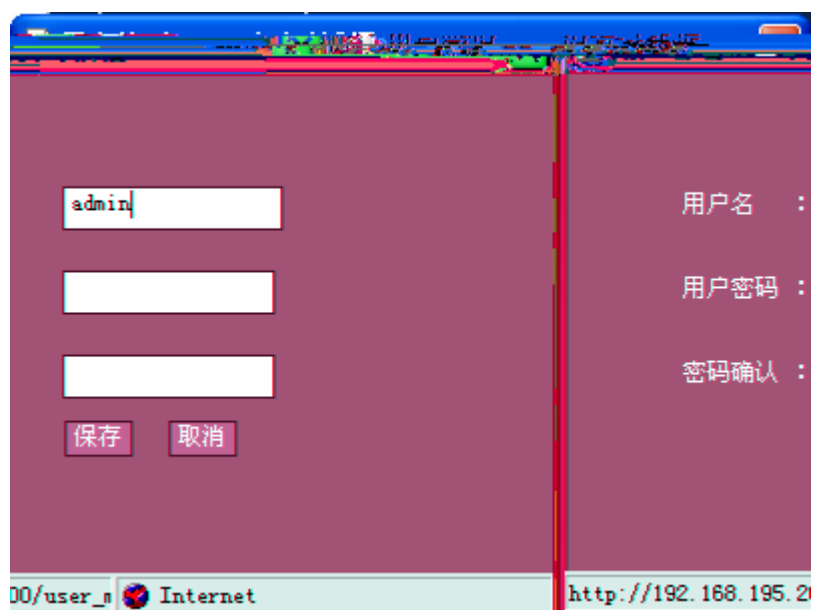 admin
用户名 :
用户密码 :
密码确认 :
保存 取消
00/user_m Internet
http://192.168.195.20